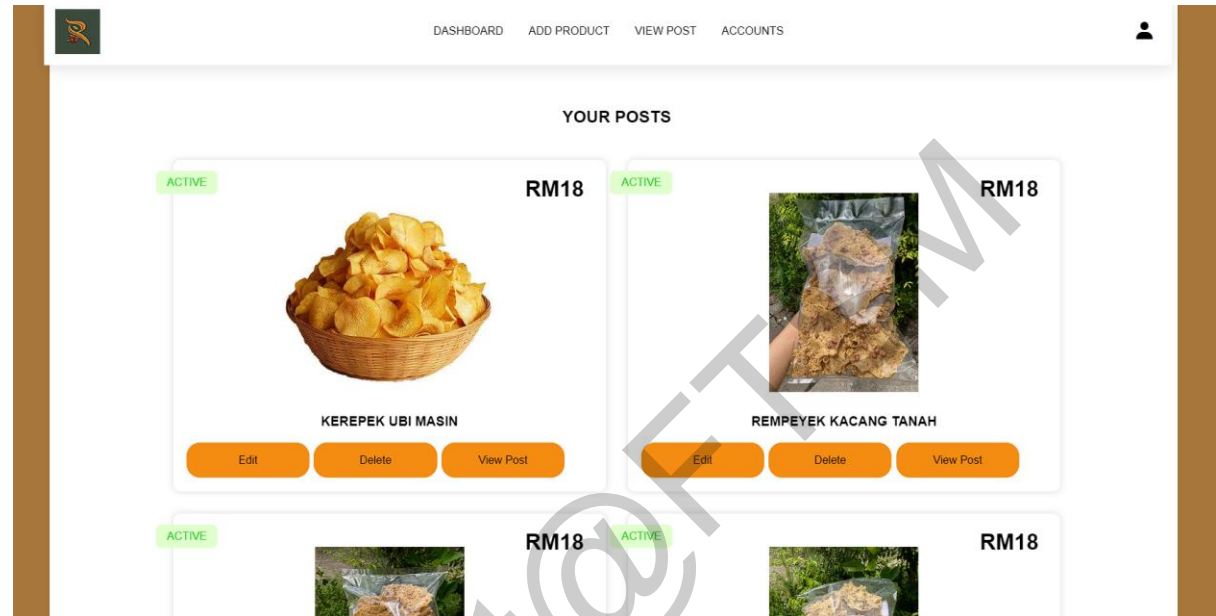 DASHBOARD ADD PRODUCT VIEW POST ACCOUNTS
YOUR POSTS
ACTIVE RM18
KEREPEK UBI MASIN
Edit Delete View Post
ACTIVE RM18
REMPEYEK KACANG TANAH
Edit Delete View Post
ACTIVE RM18
ACTIVE RM18
@FTSM